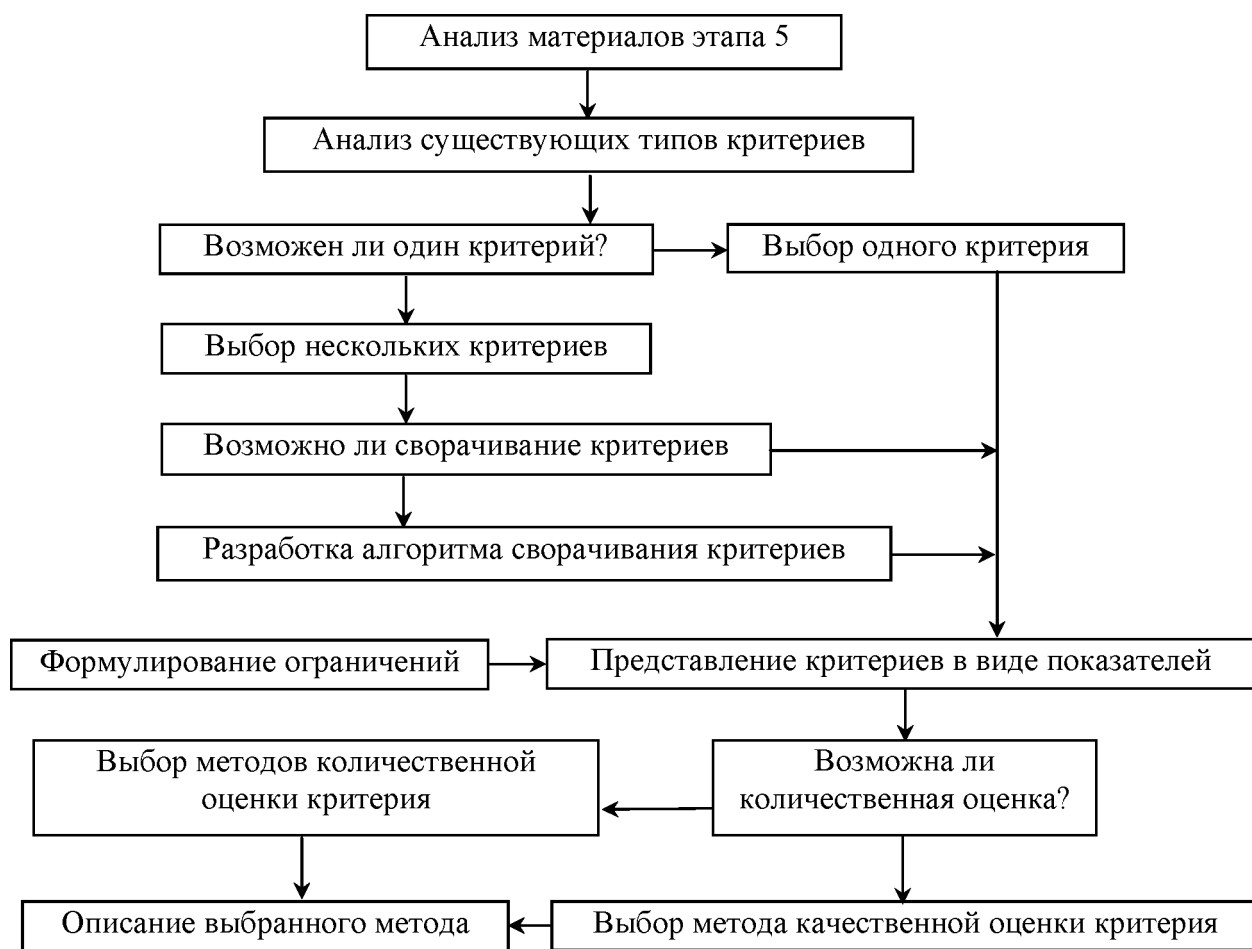 Анализ материалов этапа 5
Анализ существующих типов критериев
Возможен ли один критерий?
Выбор одного критерия
Выбор нескольких критериев
Возможно ли сворачивание критериев
Разработка алгоритма сворачивания критериев
Формулирование ограничений
Представление критериев в виде показателей
Выбор методов количественной
оценки критерия
Возможна ли
количественная оценка?
Описание выбранного метода
Выбор метода качественной оценки критерия